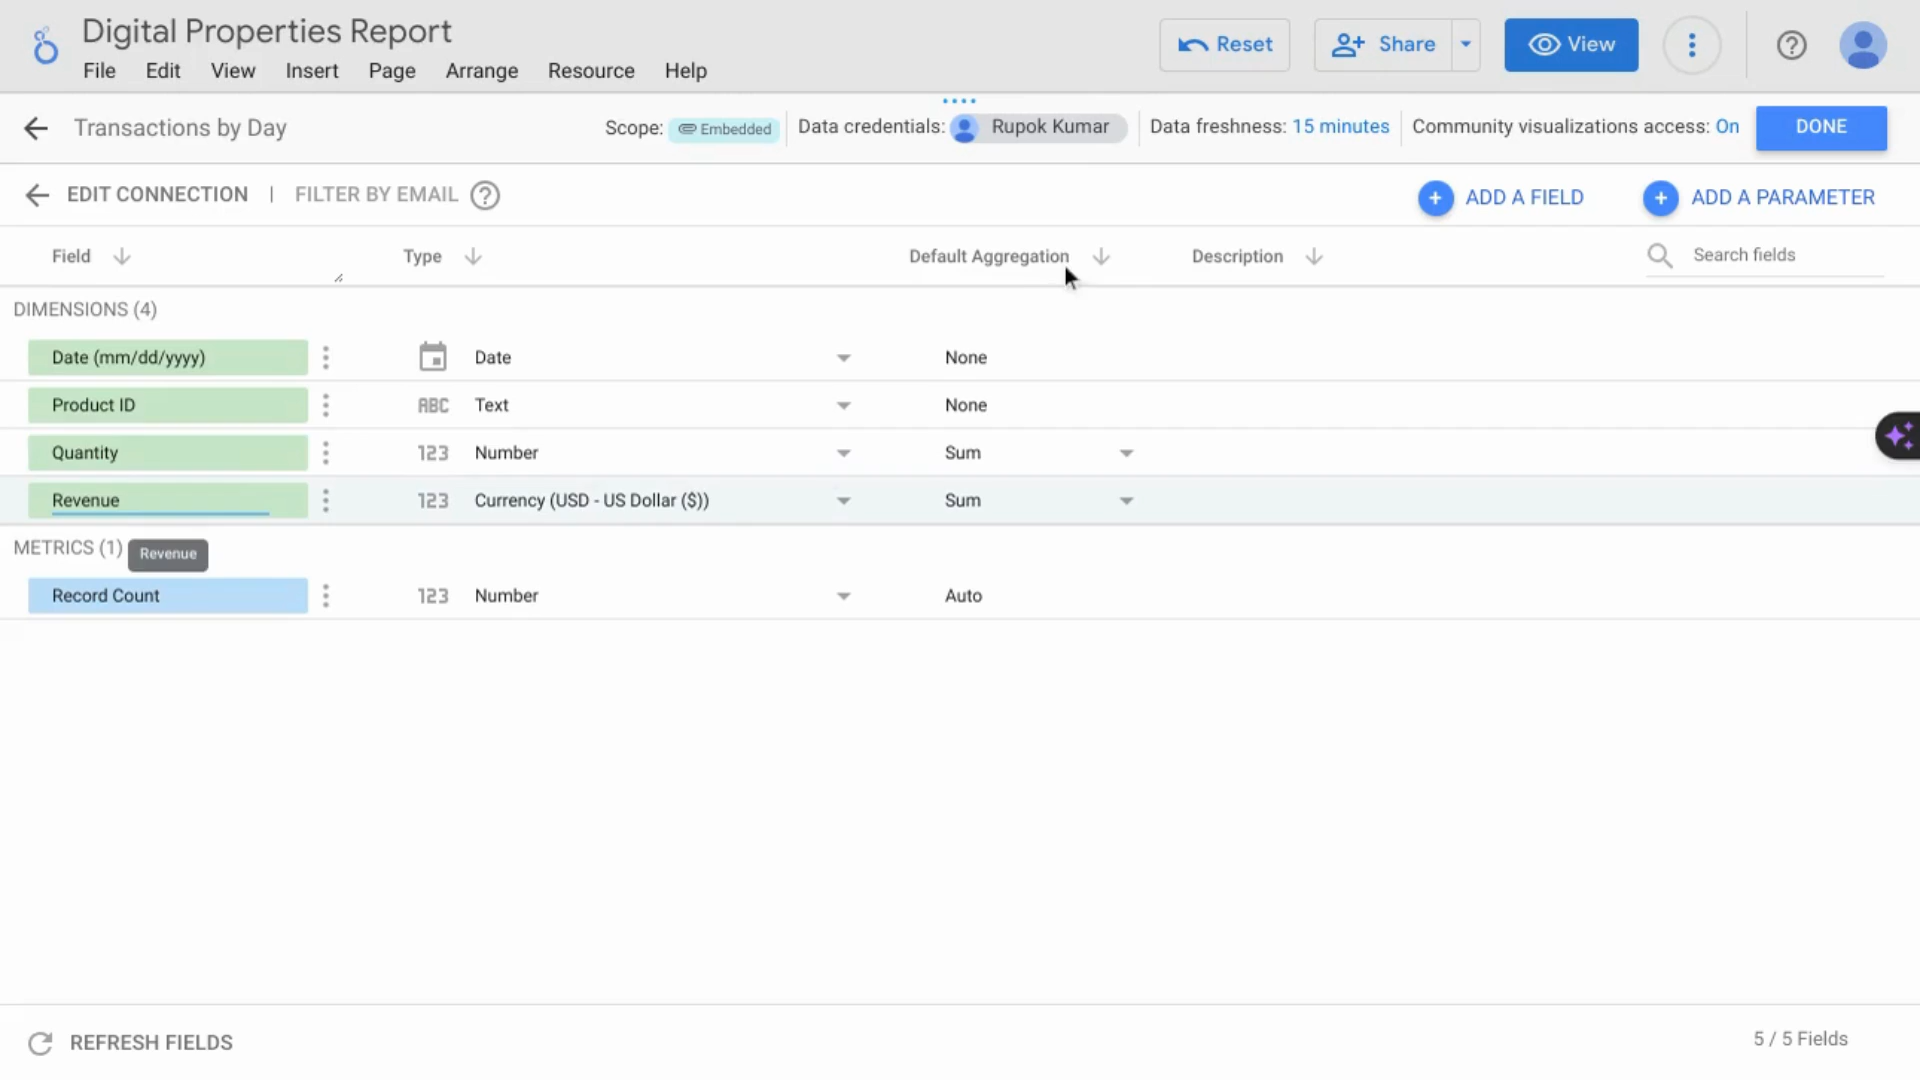 Digital Properties Report
File Edit View Insert Page Arrange Resource Help
Reset Share View
Transactions by Day Scope: Embedded Data credentials: Rupok Kumar Data freshness: 15 minutes Community visualizations access: On DONE
EDIT CONNECTION | FILTER BY EMAIL ADD A FIELD ADD A PARAMETER
Field Type Default Aggregation Description Search fields
DIMENSIONS (4)
Date (mm/dd/yyyy) Date None
Product ID ABC Text None
Quantity 123 Number Sum
Revenue 123 Currency (USD - US Dollar ($)) Sum
METRICS (1) Revenue
Record Count 123 Number Auto
REFRESH FIELDS 5 / 5 Fields